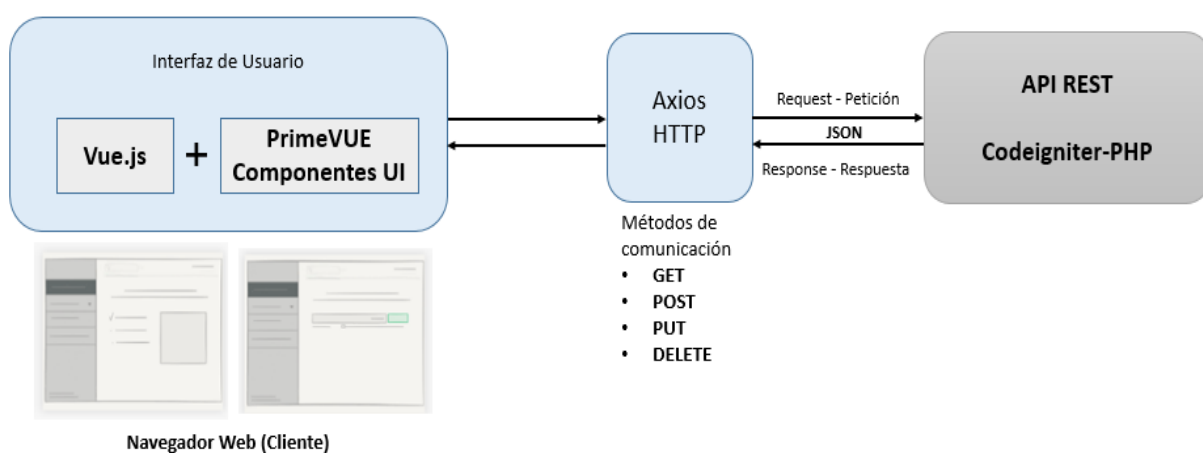 Interfaz de Usuario
Vue.js
+
PrimeVUE
Componentes UI
Axios
HTTP
Request - Petición
JSON
Response - Respuesta
API REST
Codeigniter-PHP
Métodos de
comunicación
• GET
• POST
• PUT
• DELETE
Navegador Web (Cliente)